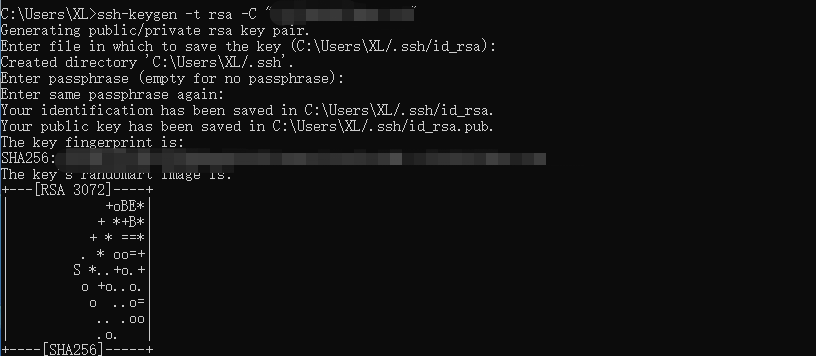 C:\Users\XL>ssh-keygen -t rsa -C "
Generating public/private rsa key pair.
Enter file in which to save the key (C:\Users\XL/.ssh/id_rsa):
Created directory 'C:\Users\XL/.ssh'.
Enter passphrase (empty for no passphrase):
Enter same passphrase again:
Your identification has been saved in C:\Users\XL/.ssh/id_rsa.
Your public key has been saved in C:\Users\XL/.ssh/id_rsa.pub.
The key fingerprint is:
SHA256:
The key's randomart image is:
+---[RSA 3072]----+
|            +oBE*|
|           + *+B*|
|          + * ==*|
|         . * oo=+|
|        S *..+o.+|
|         o +o..o.|
|          o  ..o=|
|           .. .oo|
|           .o.   |
+----[SHA256]-----+